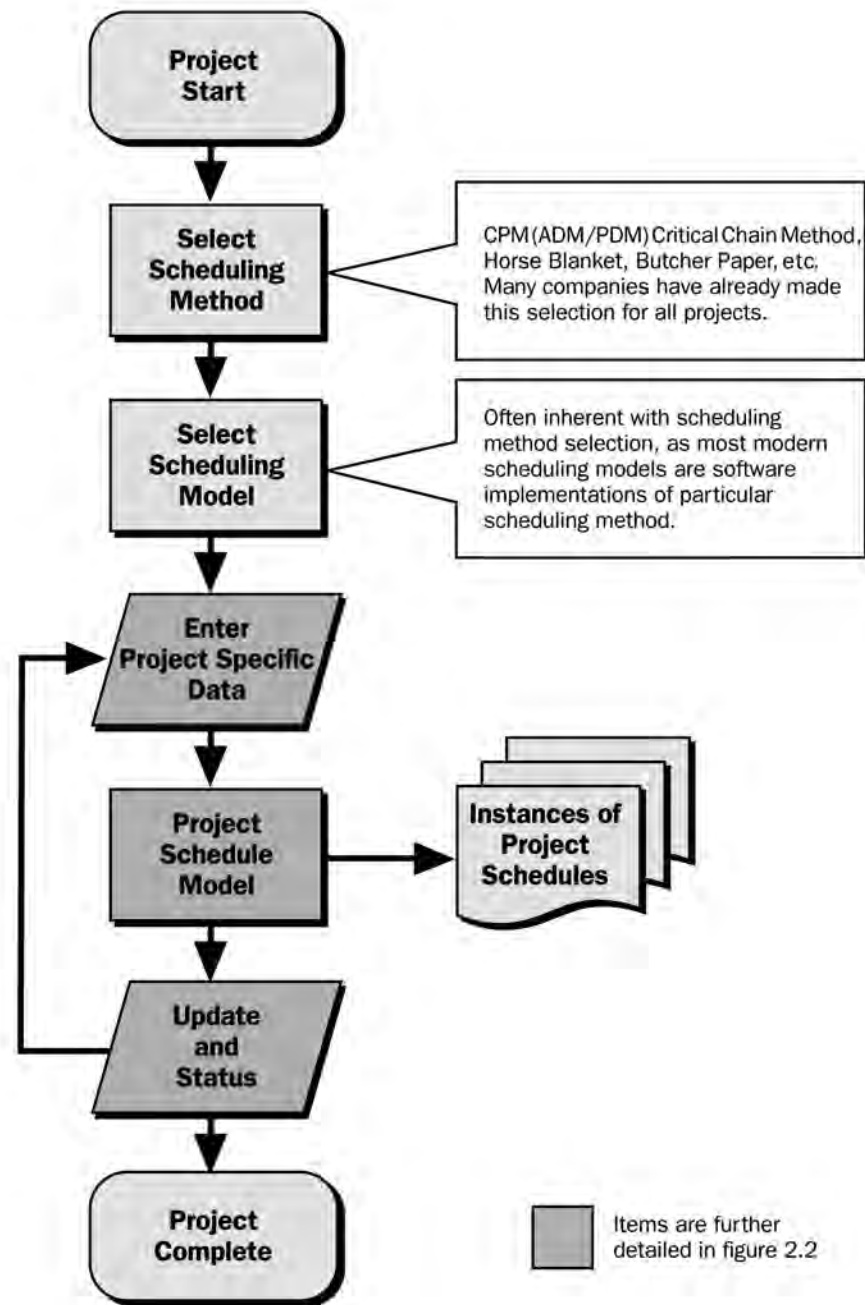 Project
Start
Select
Scheduling
Method
CPM (ADM/PDM) Critical Chain Method,
Horse Blanket, Butcher Paper, etc.
Many companies have already made
this selection for all projects.
Select
Scheduling
Model
Often inherent with scheduling
method selection, as most modern
scheduling models are software
implementations of particular
scheduling method.
Enter
Project Specific
Data
Project
Schedule
Model
Instances of
Project
Schedules
Update
and
Status
Project
Complete
Items are further
detailed in figure 2.2